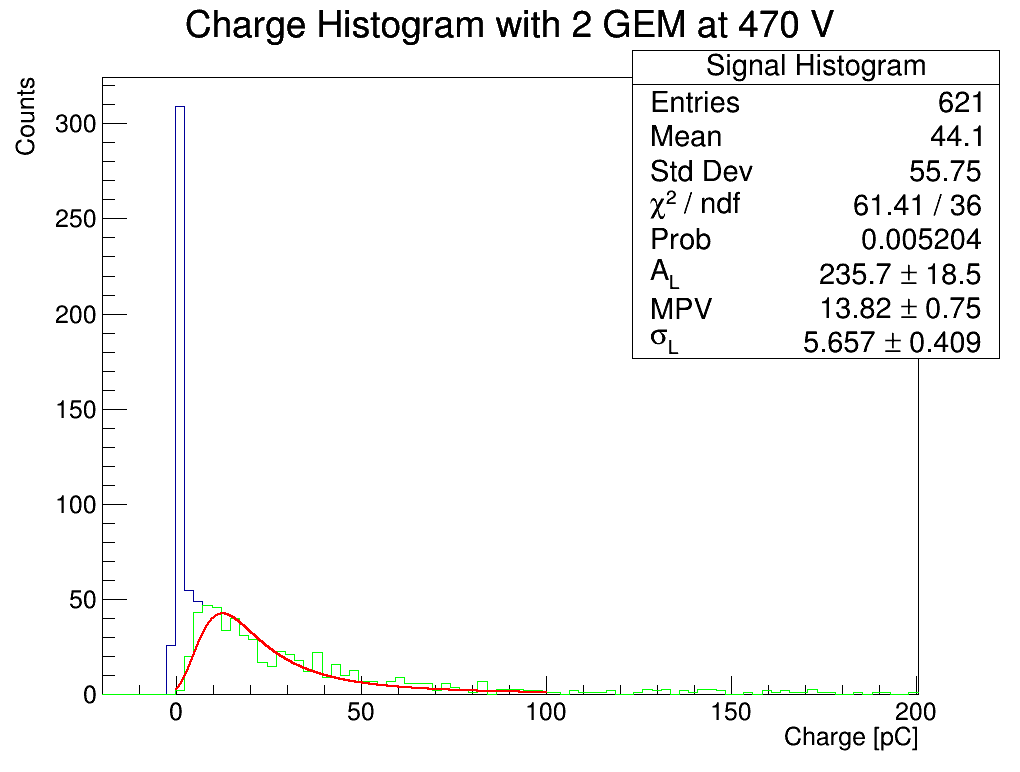 Charge Histogram with 2 GEM at 470 V
Signal Histogram
Entries 621
Mean 44.1
Std Dev 55.75
χ² / ndf 61.41 / 36
Prob 0.005204
A_L 235.7 ± 18.5
MPV 13.82 ± 0.75
σ_L 5.657 ± 0.409
Counts
300
250
200
150
100
50
0
0 50 100 150 200
Charge [pC]